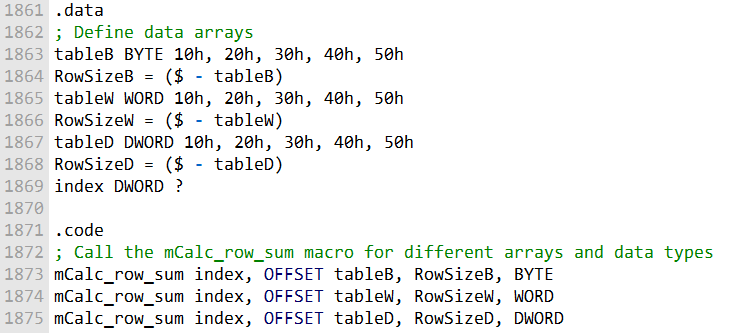 1861 .data
1862 ; Define data arrays
1863 tableB BYTE 10h, 20h, 30h, 40h, 50h
1864 RowSizeB = ($ - tableB)
1865 tableW WORD 10h, 20h, 30h, 40h, 50h
1866 RowSizeW = ($ - tableW)
1867 tableD DWORD 10h, 20h, 30h, 40h, 50h
1868 RowSizeD = ($ - tableD)
1869 index DWORD ?
1870
1871 .code
1872 ; Call the mCalc_row_sum macro for different arrays and data types
1873 mCalc_row_sum index, OFFSET tableB, RowSizeB, BYTE
1874 mCalc_row_sum index, OFFSET tableW, RowSizeW, WORD
1875 mCalc_row_sum index, OFFSET tableD, RowSizeD, DWORD